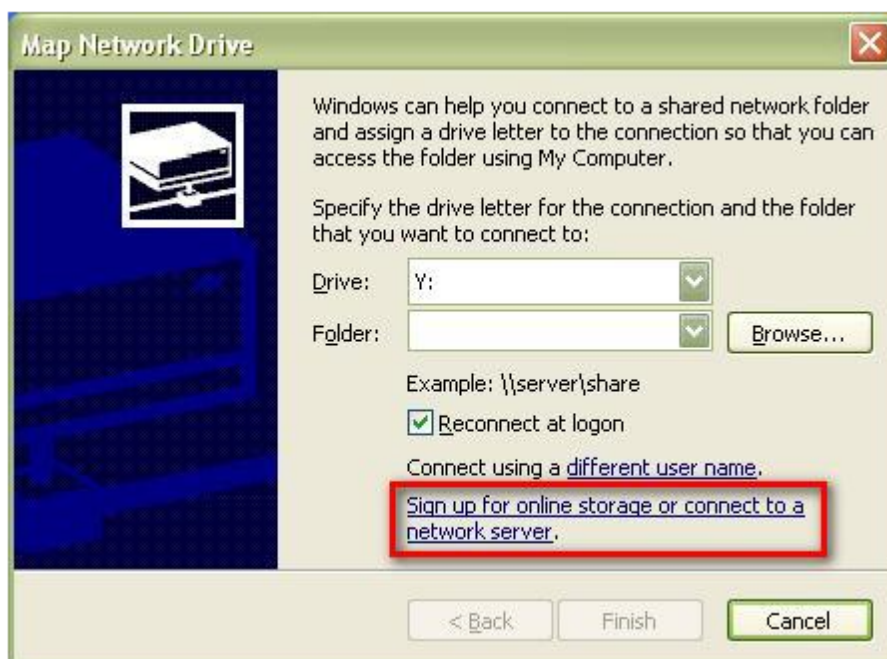 Map Network Drive
Windows can help you connect to a shared network folder
and assign a drive letter to the connection so that you can
access the folder using My Computer.
Specify the drive letter for the connection and the folder
that you want to connect to:
Drive: Y:
Folder: Browse...
Example: \\server\share
Reconnect at logon
Connect using a different user name.
Sign up for online storage or connect to a
network server.
< Back Finish Cancel